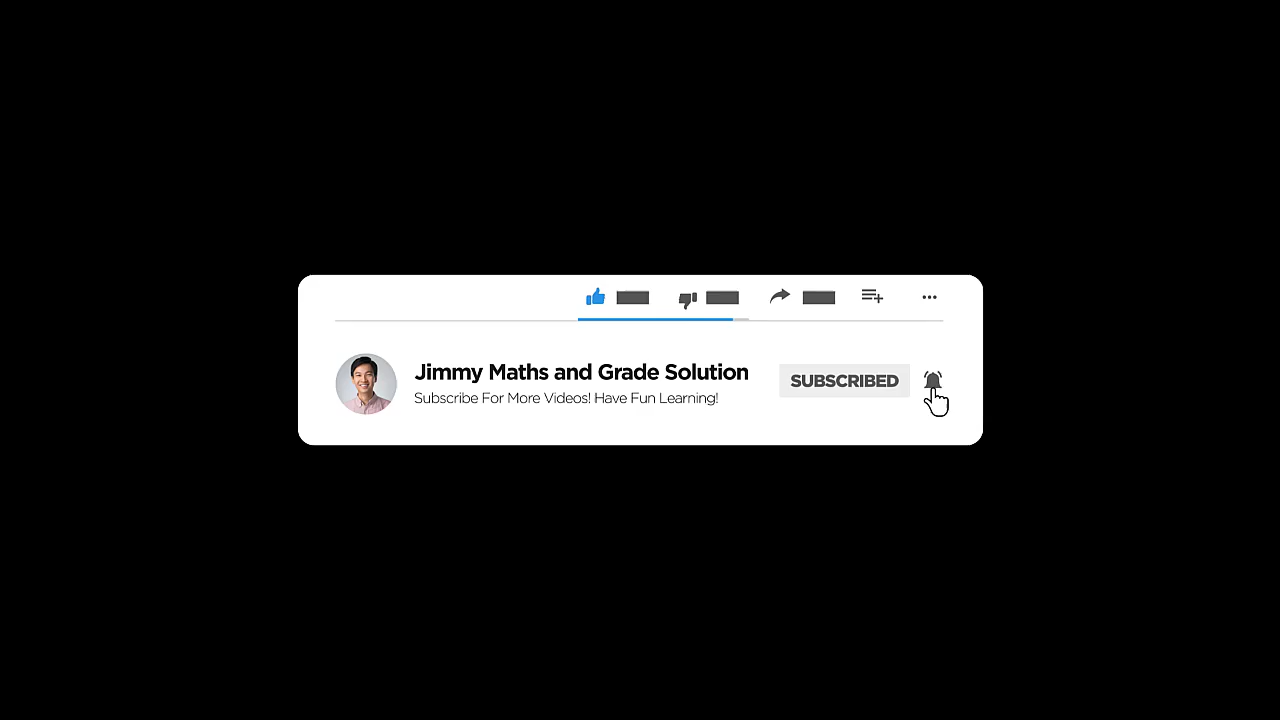 Jimmy Maths and Grade Solution
Subscribe For More Videos! Have Fun Learning!
SUBSCRIBED